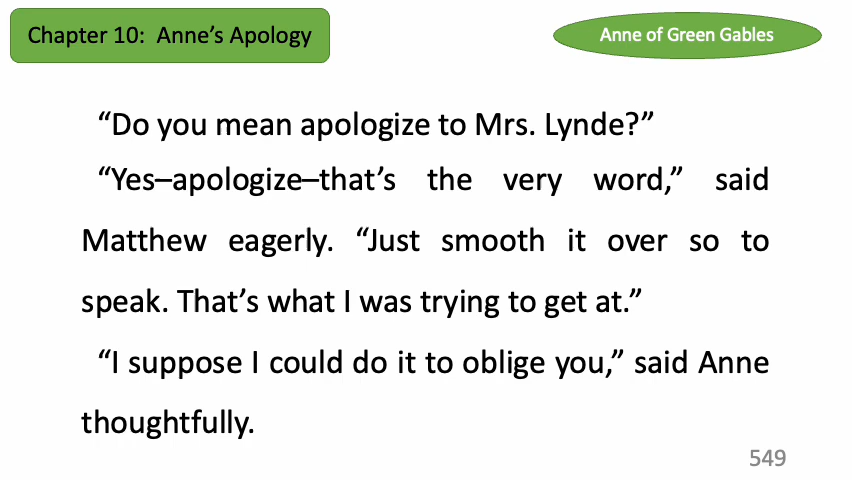 Chapter 10:  Anne’s Apology
Anne of Green Gables
“Do you mean apologize to Mrs. Lynde?”
“Yes–apologize–that’s the very word,” said
Matthew eagerly. “Just smooth it over so to
speak. That’s what I was trying to get at.”
“I suppose I could do it to oblige you,” said Anne
thoughtfully.
549